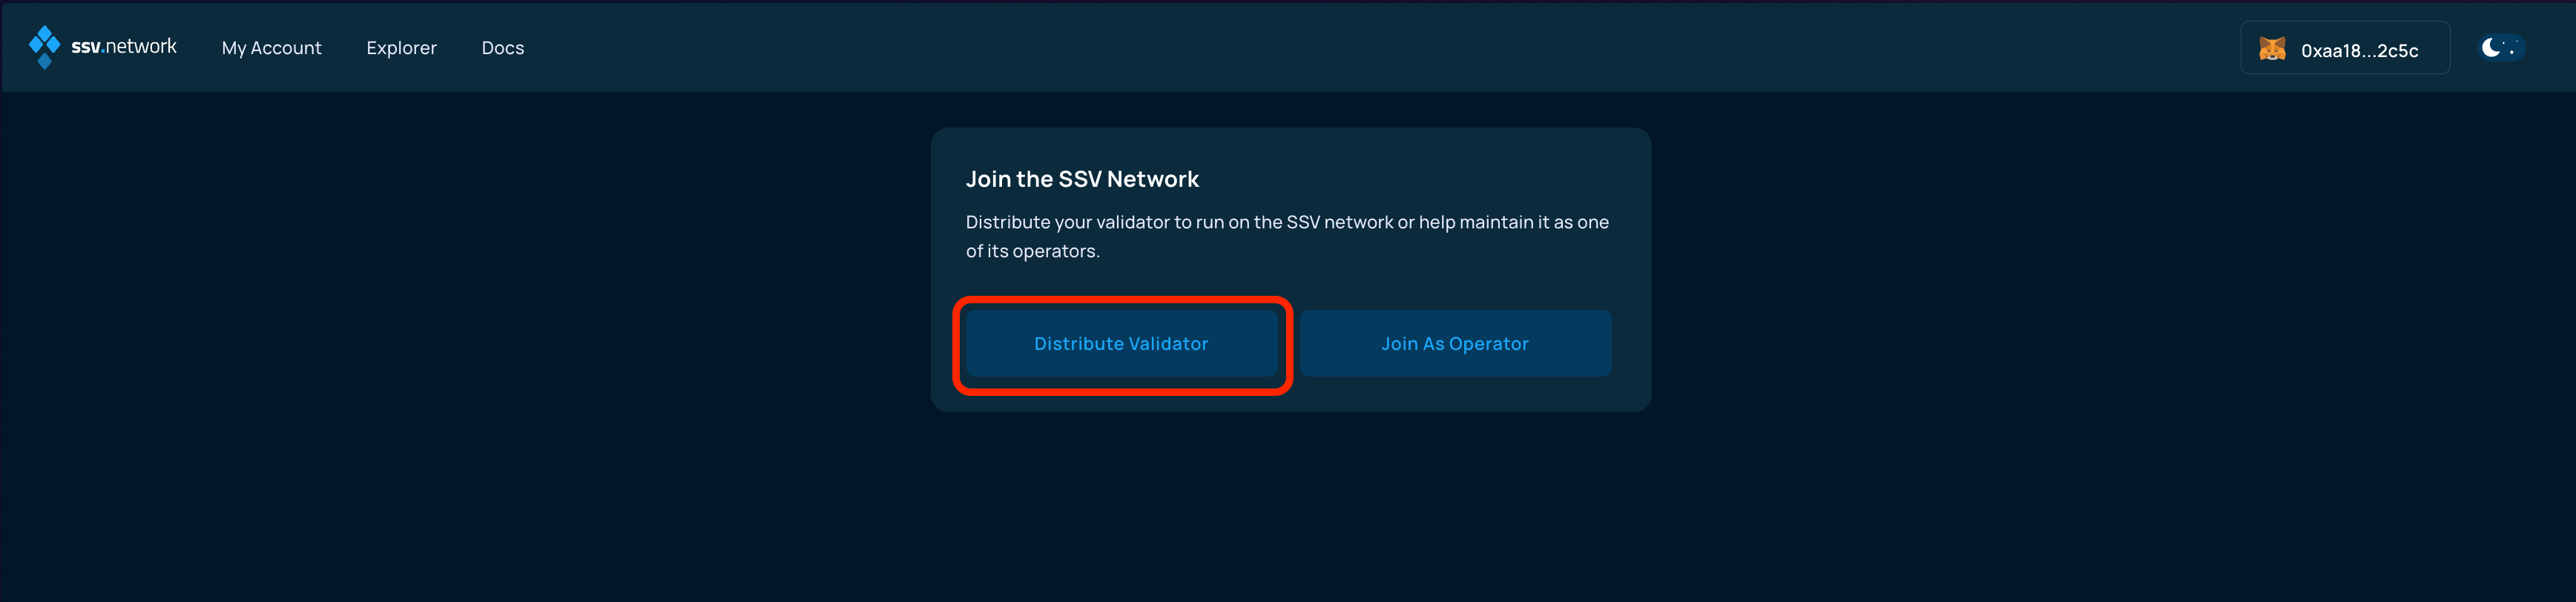 ssv.network My Account Explorer Docs 0xaa18...2c5c
Join the SSV Network
Distribute your validator to run on the SSV network or help maintain it as one
of its operators.
Distribute Validator Join As Operator